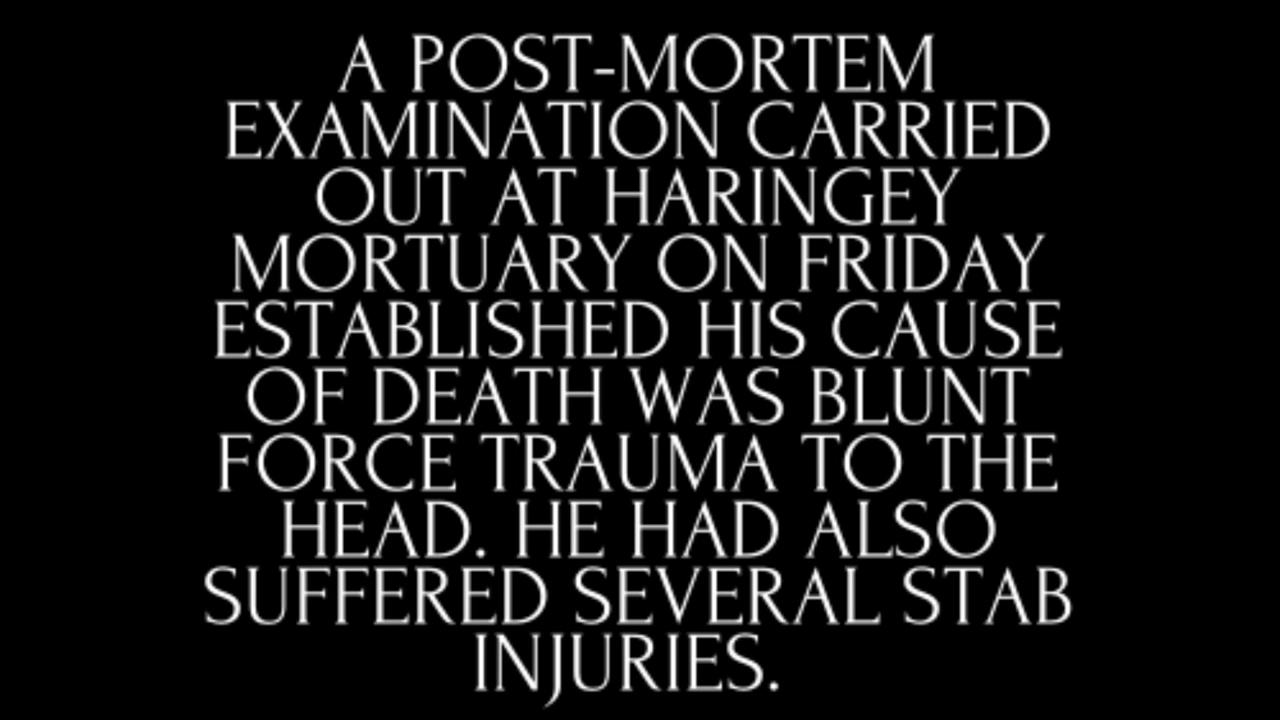 A POST-MORTEM
EXAMINATION CARRIED
OUT AT HARINGEY
MORTUARY ON FRIDAY
ESTABLISHED HIS CAUSE
OF DEATH WAS BLUNT
FORCE TRAUMA TO THE
HEAD. HE HAD ALSO
SUFFERED SEVERAL STAB
INJURIES.